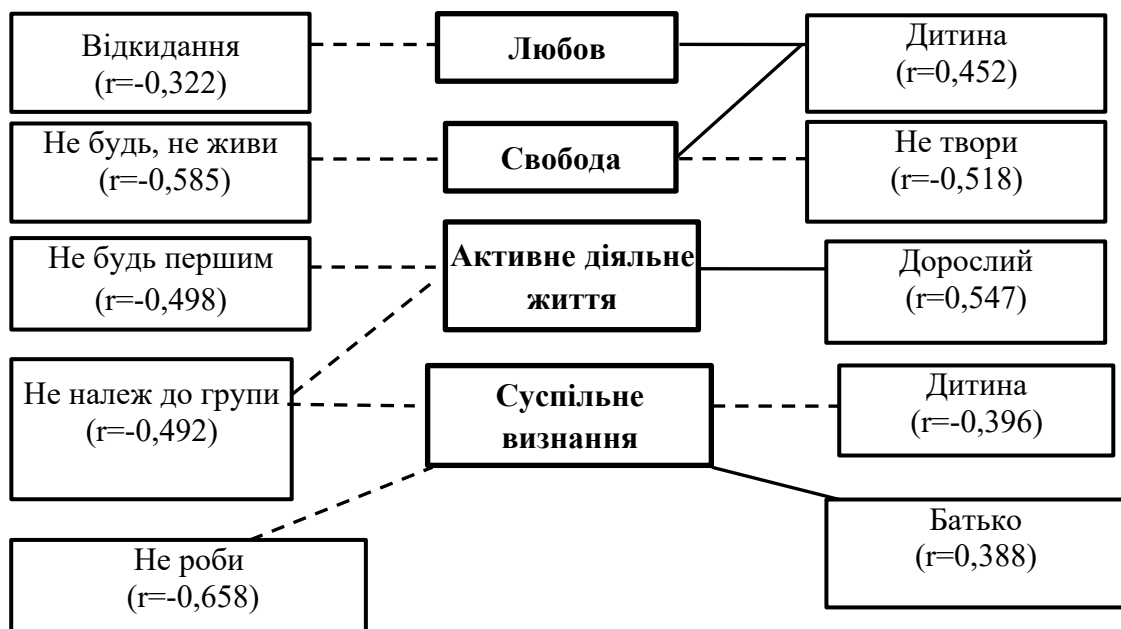 Відкидання
(r=-0,322)
Любов
Дитина
(r=0,452)
Не будь, не живи
(r=-0,585)
Свобода
Не твори
(r=-0,518)
Не будь першим
(r=-0,498)
Активне діяльне
життя
Дорослий
(r=0,547)
Не належ до групи
(r=-0,492)
Суспільне
визнання
Дитина
(r=-0,396)
Не роби
(r=-0,658)
Батько
(r=0,388)